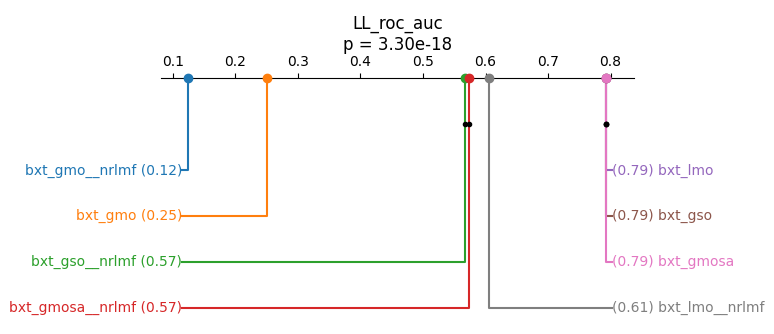 LL_roc_auc
p = 3.30e-18
0.1 0.2 0.3 0.4 0.5 0.6 0.7 0.8
bxt_gmo__nrlmf (0.12) (0.79) bxt_lmo
bxt_gmo (0.25) (0.79) bxt_gso
bxt_gso__nrlmf (0.57) (0.79) bxt_gmosa
bxt_gmosa__nrlmf (0.57) (0.61) bxt_lmo__nrlmf